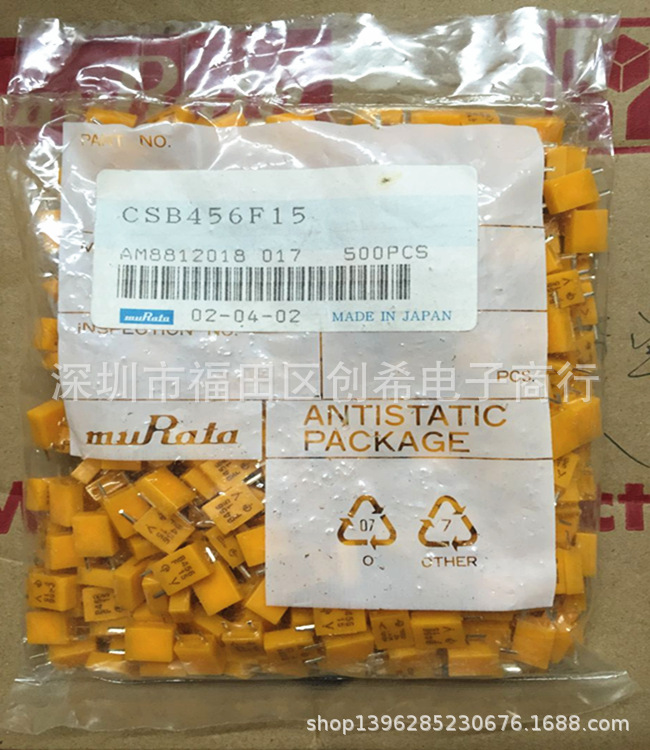 PART NO.
CSB456F15
AM8812018 017 500PCS
muRata 02-04-02 MADE IN JAPAN
INSPECTION NO.
PCS.
深圳市福田区创希电子商行
muRata
ANTISTATIC
PACKAGE
07
7
O
OTHER
shop1396285230676.1688.com